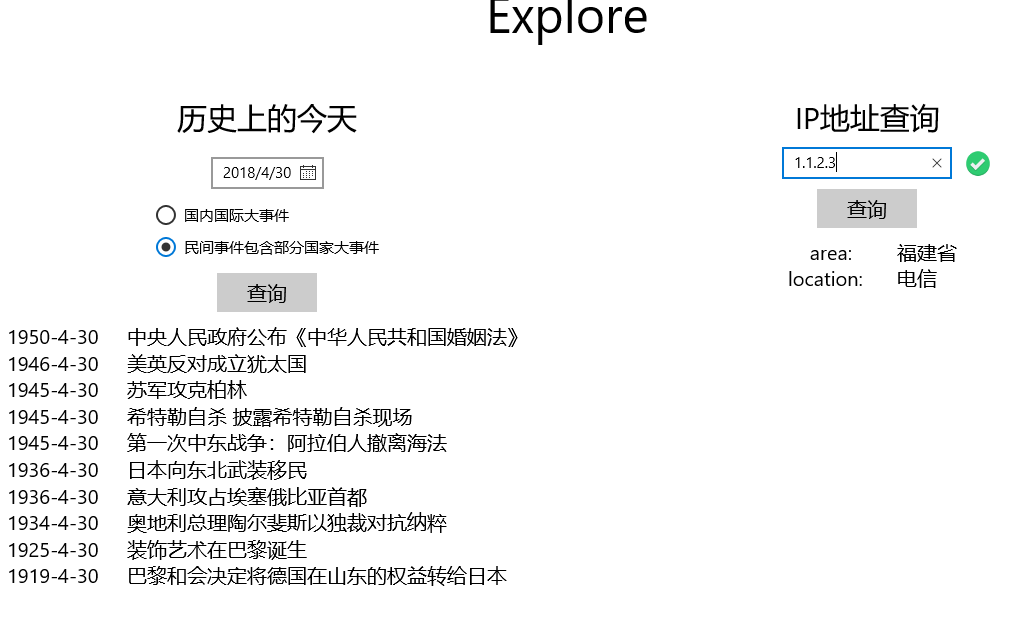 Explore
历史上的今天
2018/4/30
国内国际大事件
民间事件包含部分国家大事件
查询
1950-4-30 中央人民政府公布《中华人民共和国婚姻法》
1946-4-30 美英反对成立犹太国
1945-4-30 苏军攻克柏林
1945-4-30 希特勒自杀 披露希特勒自杀现场
1945-4-30 第一次中东战争：阿拉伯人撤离海法
1936-4-30 日本向东北武装移民
1936-4-30 意大利攻占埃塞俄比亚首都
1934-4-30 奥地利总理陶尔斐斯以独裁对抗纳粹
1925-4-30 装饰艺术在巴黎诞生
1919-4-30 巴黎和会决定将德国在山东的权益转给日本
IP地址查询
1.1.2.3
查询
area: 福建省
location: 电信